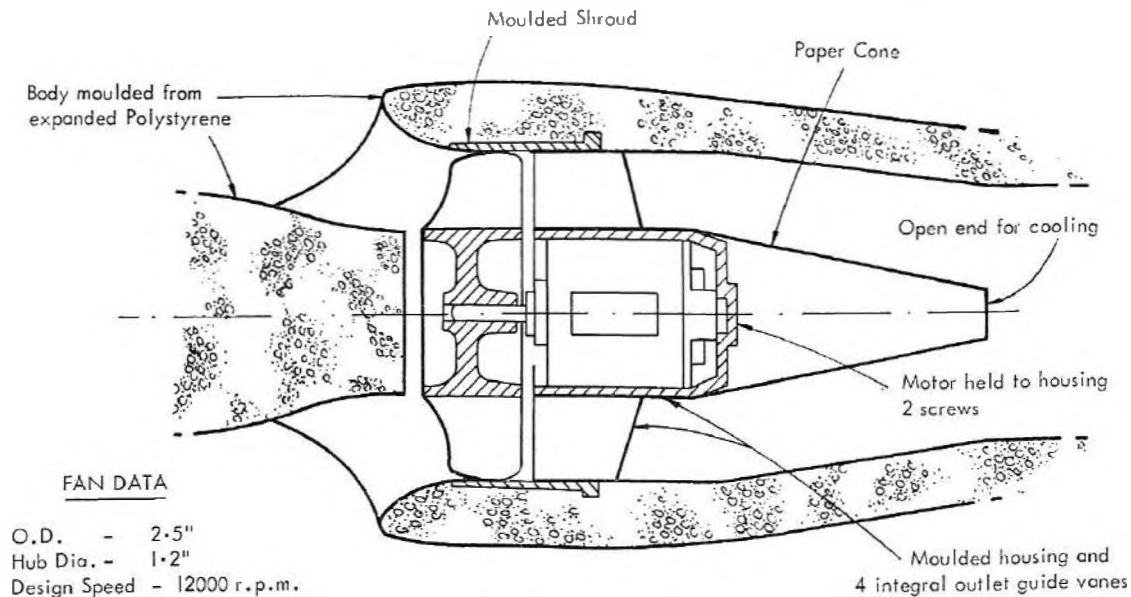 Moulded Shroud
Paper Cone
Body moulded from
expanded Polystyrene
Open end for cooling
Motor held to housing
2 screws
FAN DATA
O.D. - 2·5"
Hub Dia. - 1·2"
Design Speed - 12000 r.p.m.
Moulded housing and
4 integral outlet guide vanes